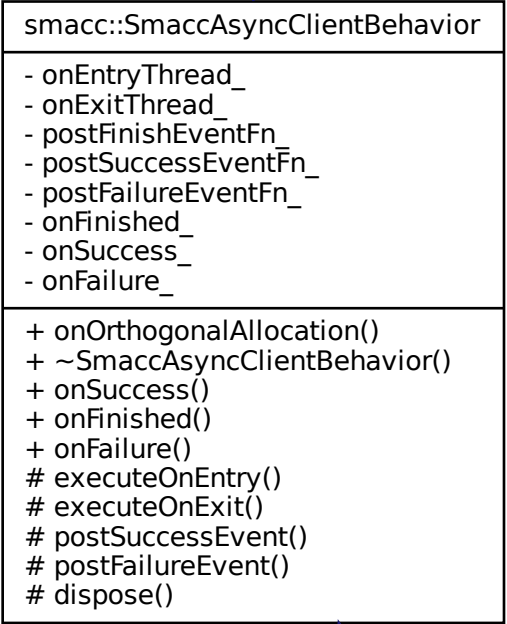 smacc::SmaccAsyncClientBehavior
- onEntryThread_
- onExitThread_
- postFinishEventFn_
- postSuccessEventFn_
- postFailureEventFn_
- onFinished_
- onSuccess_
- onFailure_
+ onOrthogonalAllocation()
+ ~SmaccAsyncClientBehavior()
+ onSuccess()
+ onFinished()
+ onFailure()
# executeOnEntry()
# executeOnExit()
# postSuccessEvent()
# postFailureEvent()
# dispose()